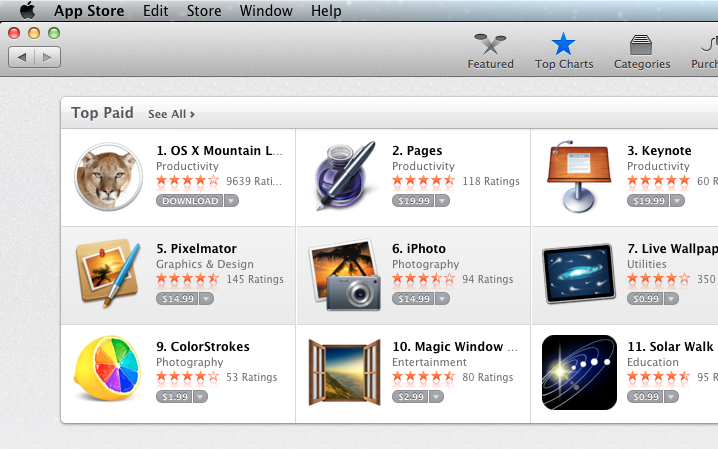 App Store Edit Store Window Help
Featured Top Charts Categories Purch
Top Paid See All >
1. OS X Mountain L...
Productivity
9639 Rati...
DOWNLOAD
2. Pages
Productivity
118 Ratings
$19.99
3. Keynote
Productivity
60 R
$19.99
5. Pixelmator
Graphics & Design
145 Ratings
$14.99
6. iPhoto
Photography
94 Ratings
$14.99
7. Live Wallpap
Utilities
350
$0.99
9. ColorStrokes
Photography
53 Ratings
$1.99
10. Magic Window ...
Entertainment
80 Ratings
$2.99
11. Solar Walk
Education
95 R
$0.99